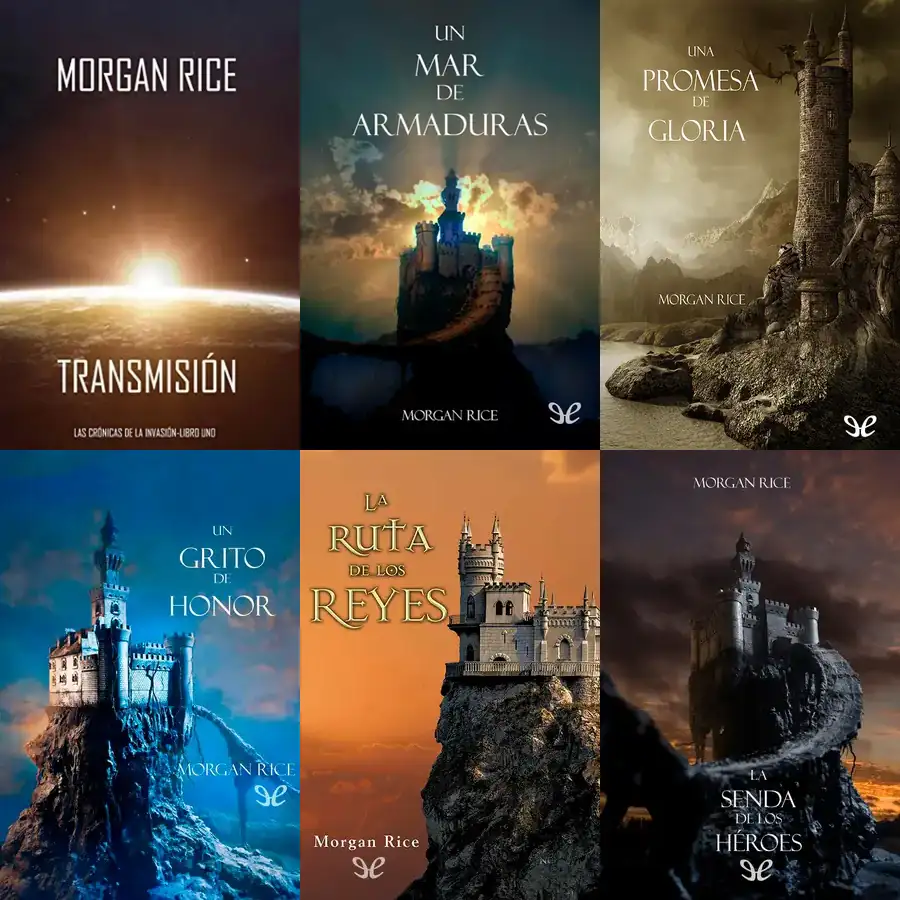 MORGAN RICE
TRANSMISIÓN
LAS CRÓNICAS DE LA INVASIÓN-LIBRO UNO
UN
MAR
DE
ARMADURAS
MORGAN RICE
UNA
PROMESA
DE
GLORIA
MORGAN RICE
UN
GRITO
DE
HONOR
MORGAN RICE
LA
RUTA
DE LOS
REYES
Morgan Rice
MORGAN RICE
LA
SENDA
DE LOS
HÉROES